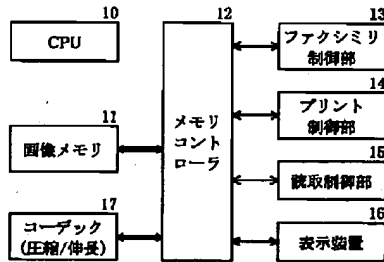 10
CPU
11
画像メモリ
17
コーデック
(圧縮/伸長)
12
メモリ
コント
ローラ
13
ファクシミリ
制御部
14
プリント
制御部
15
読取制御部
16
表示装置